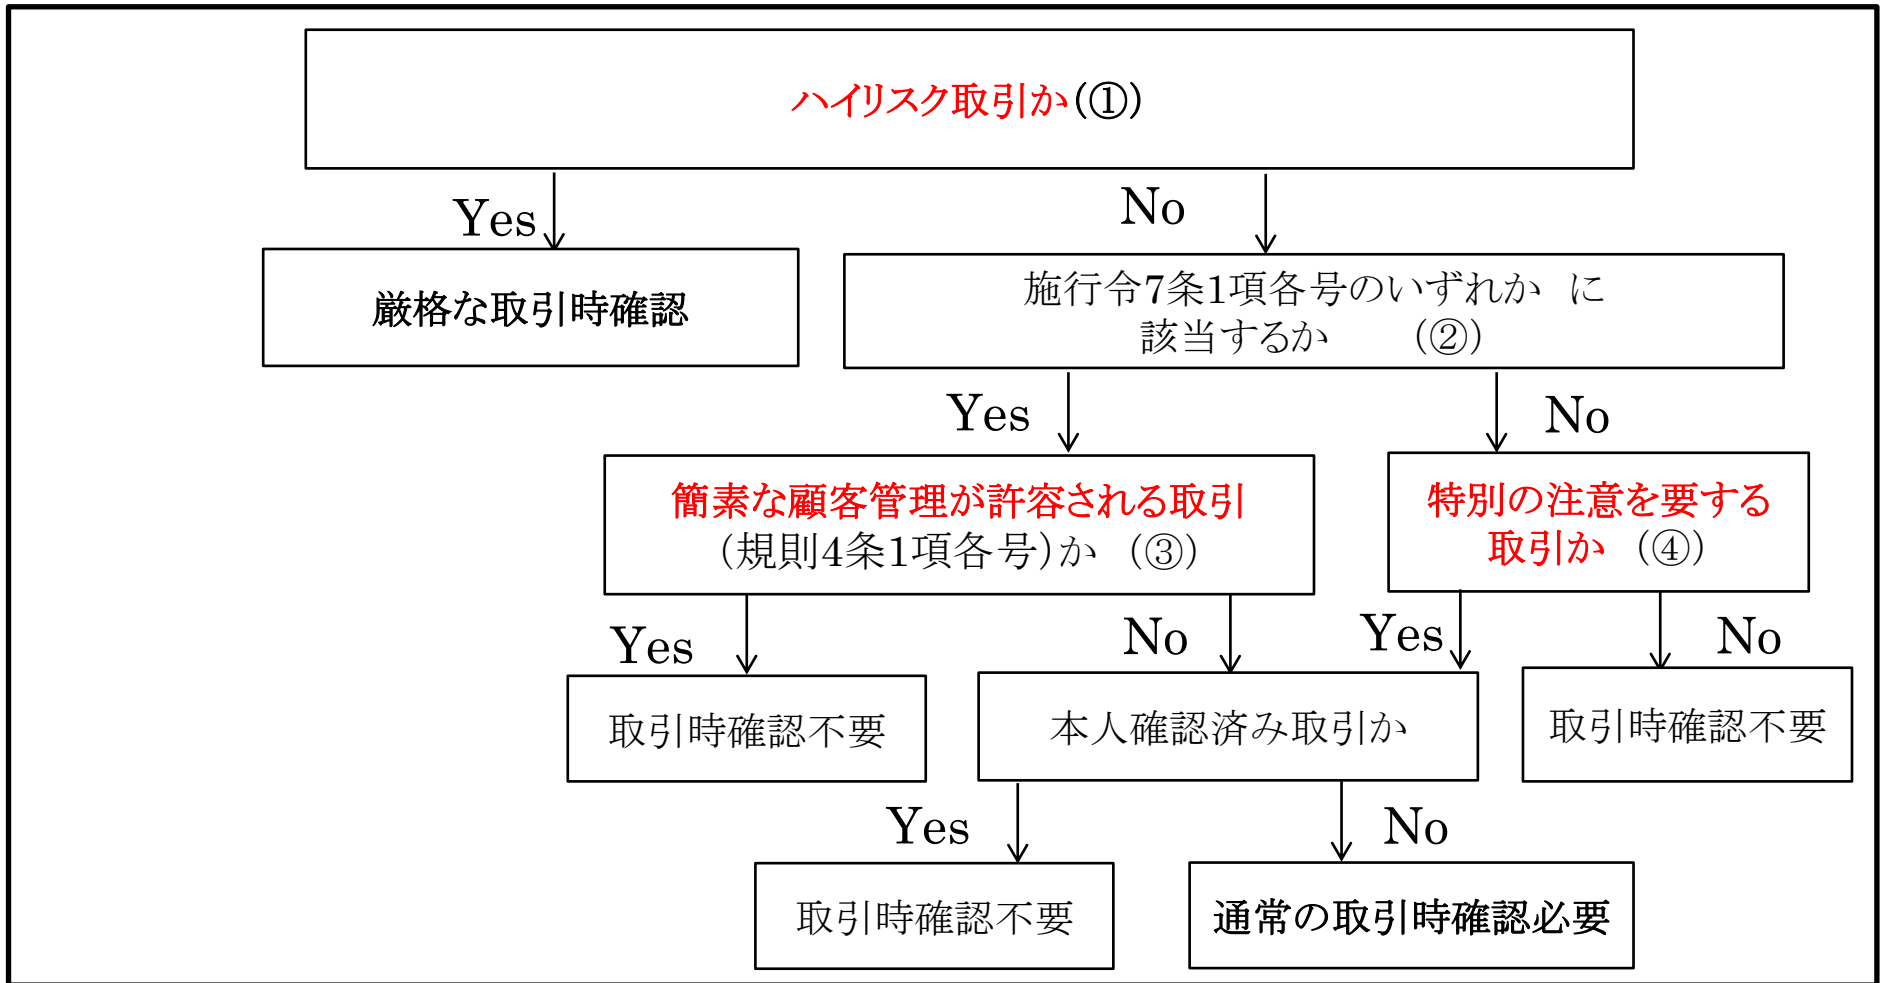 ハイリスク取引か(①)
Yes
No
厳格な取引時確認
施行令7条1項各号のいずれか に
該当するか (②)
Yes
No
簡素な顧客管理が許容される取引
(規則4条1項各号)か (③)
特別の注意を要する
取引か (④)
Yes
No
Yes
No
取引時確認不要
本人確認済み取引か
取引時確認不要
Yes
No
取引時確認不要
通常の取引時確認必要